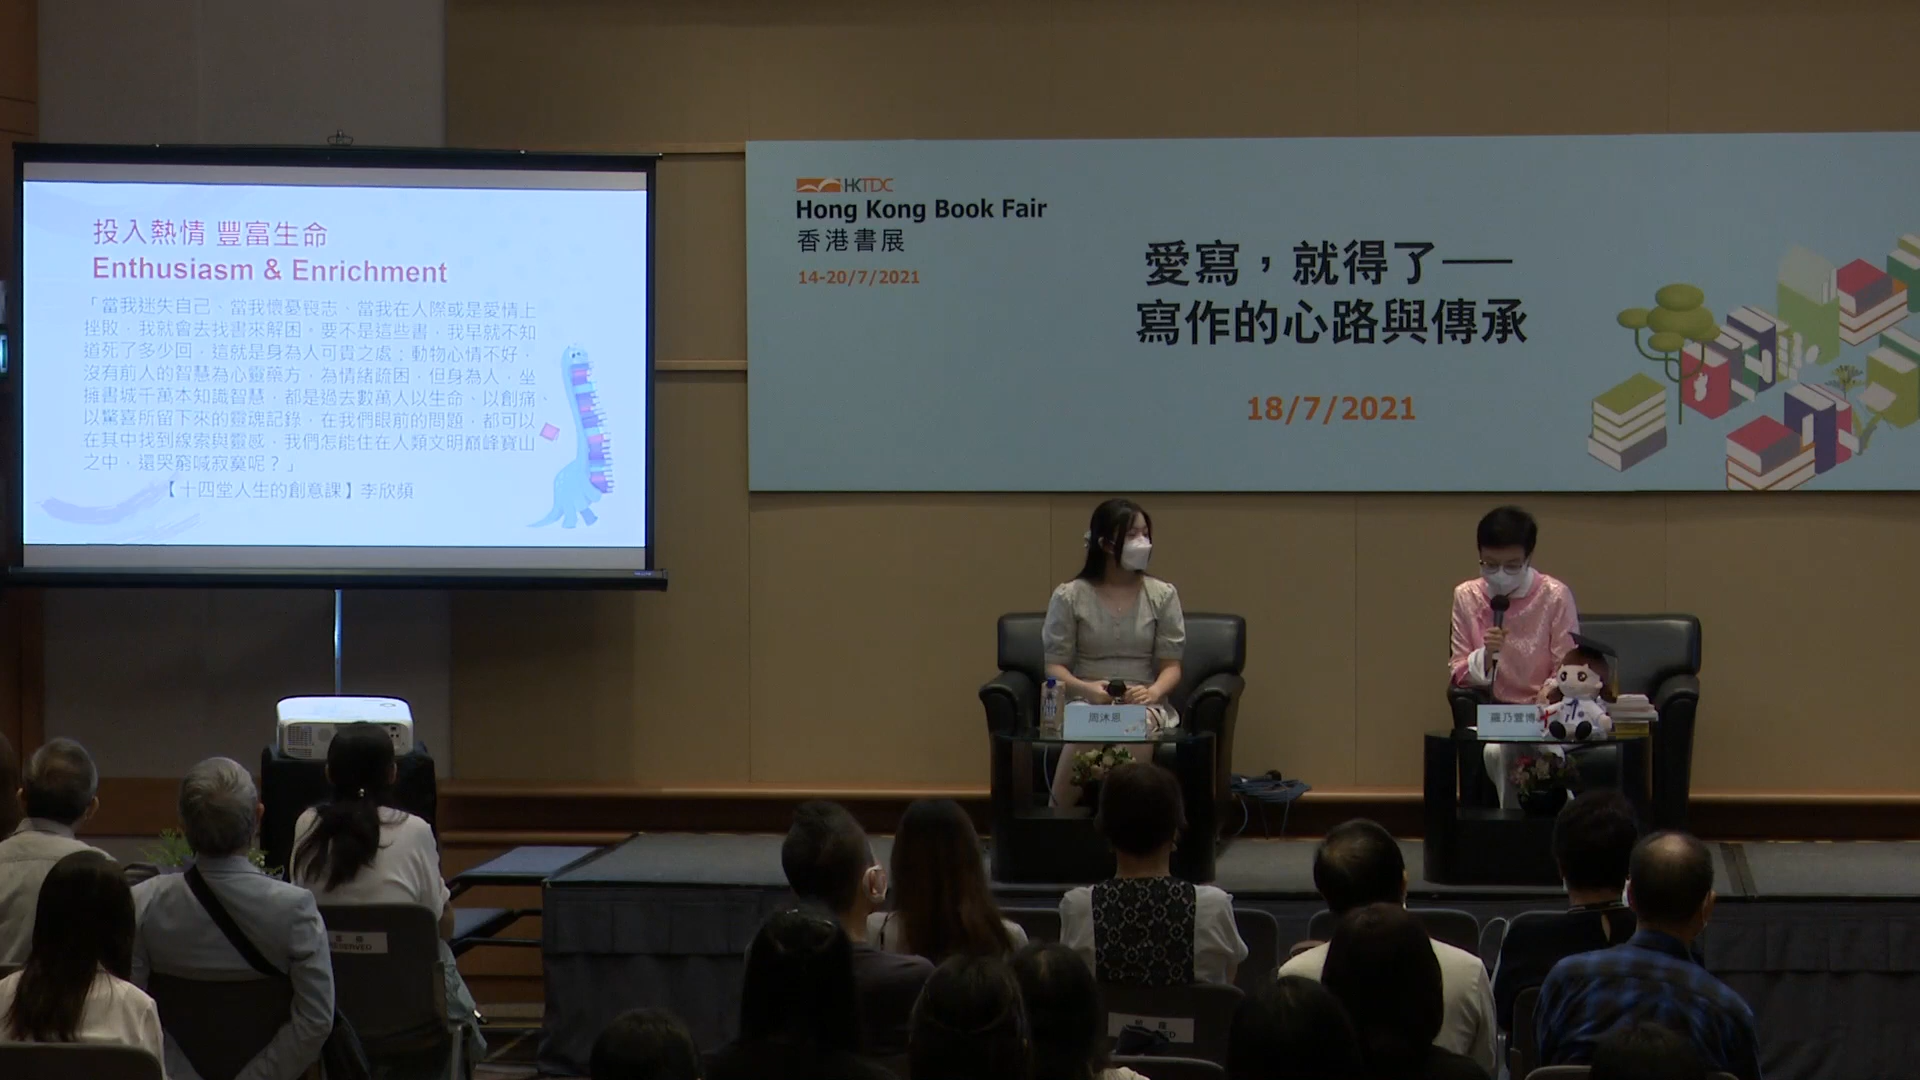 投入熱情 豐富生命
Enthusiasm & Enrichment
「當我迷失自己、當我懷憂喪志、當我在人際或是愛情上
挫敗，我就會去找書來解困。要不是這些書，我早就不知
道死了多少回，這就是身為人可貴之處：動物心情不好，
沒有前人的智慧為心靈藥方，為情緒疏困，但身為人，坐
擁書城千萬本知識智慧，都是過去數萬人以生命、以創痛、
以驚喜所留下來的靈魂記錄，在我們眼前的問題，都可以
在其中找到線索與靈感，我們怎能住在人類文明巔峰寶山
之中，還哭窮喊寂寞呢？」
【十四堂人生的創意課】李欣頻
HKTDC
Hong Kong Book Fair
香港書展
14-20/7/2021
愛寫，就得了——
寫作的心路與傳承
18/7/2021
周沐恩
羅乃萱博
RESERVED